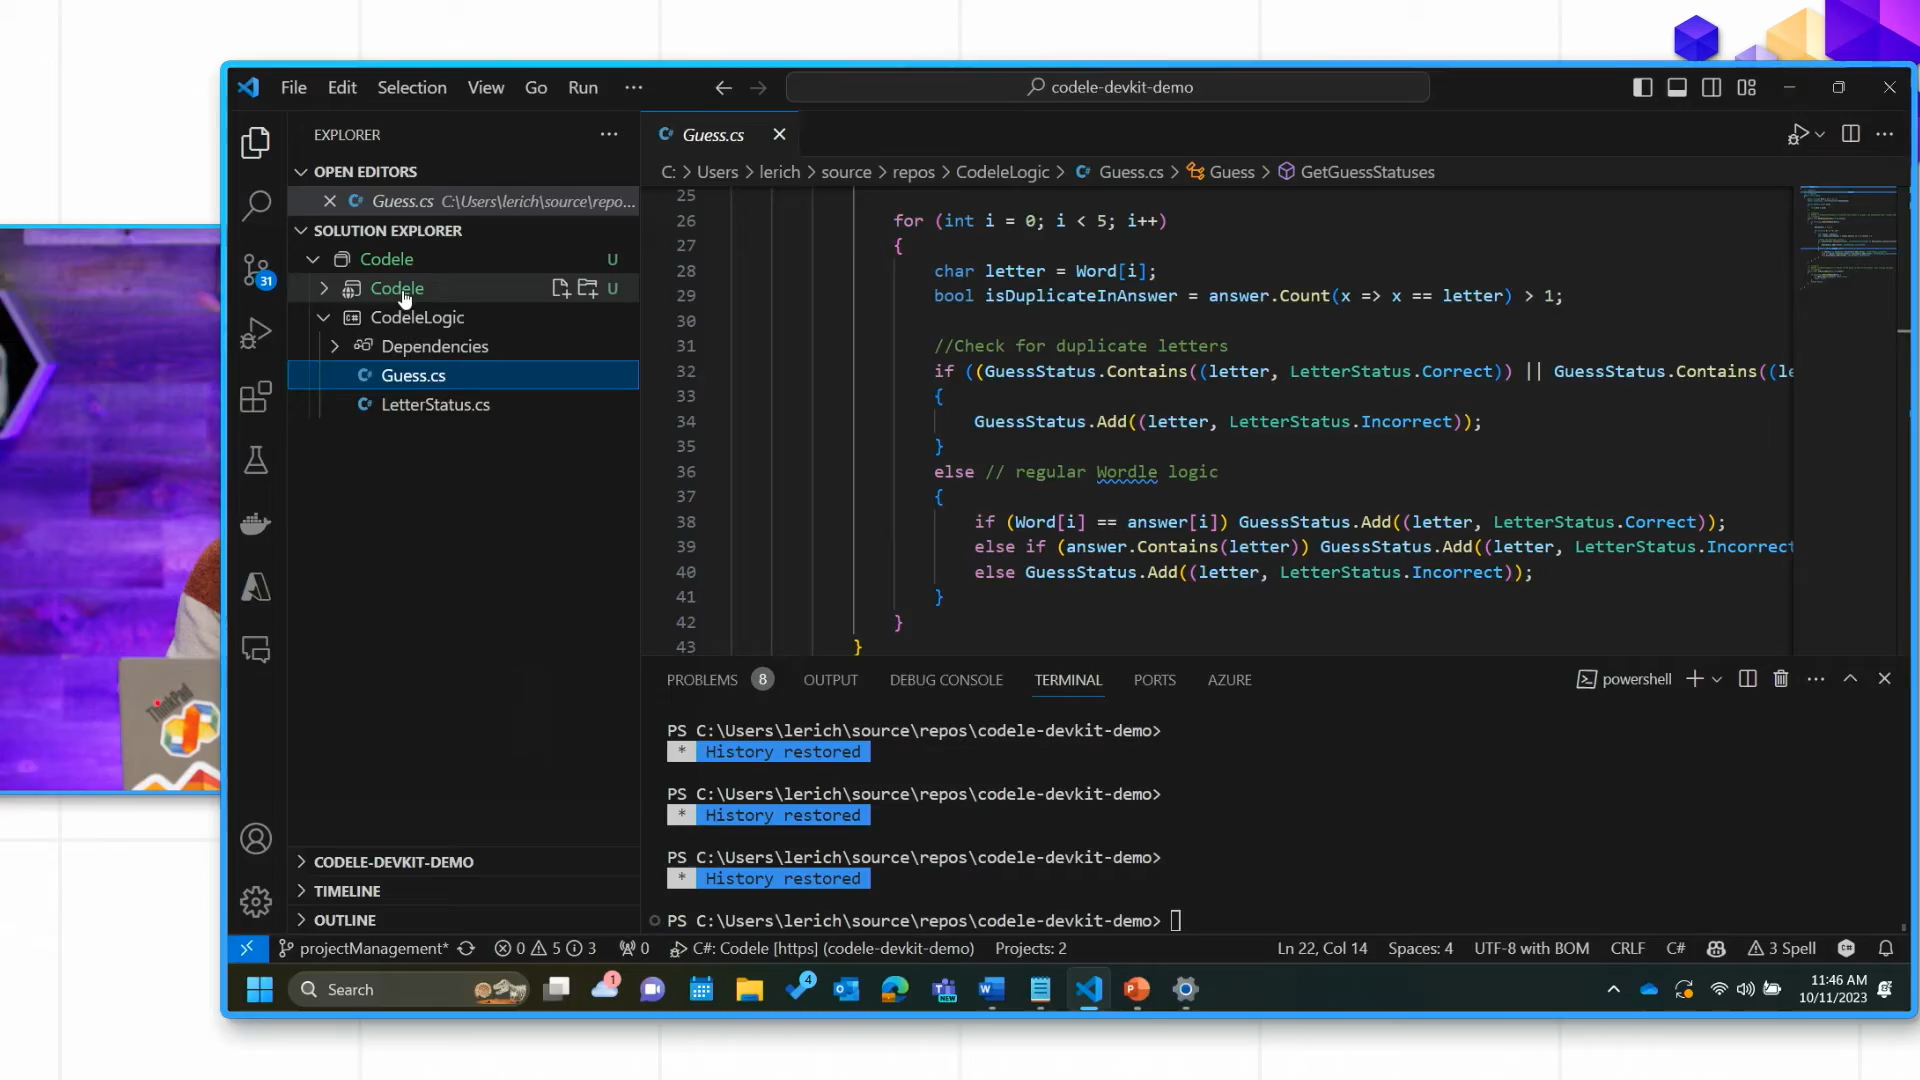 File Edit Selection View Go Run ···
codele-devkit-demo
EXPLORER
Guess.cs
OPEN EDITORS
C: > Users > lerich > source > repos > CodeleLogic > Guess.cs > Guess > GetGuessStatuses
Guess.cs C:\Users\lerich\source\repo...
SOLUTION EXPLORER
Codele U
Codele U
CodeleLogic
Dependencies
Guess.cs
LetterStatus.cs
25
26 for (int i = 0; i < 5; i++)
27 {
28 char letter = Word[i];
29 bool isDuplicateInAnswer = answer.Count(x => x == letter) > 1;
30
31 //Check for duplicate letters
32 if ((GuessStatus.Contains((letter, LetterStatus.Correct)) || GuessStatus.Contains((le
33 {
34 GuessStatus.Add((letter, LetterStatus.Incorrect));
35 }
36 else // regular Wordle logic
37 {
38 if (Word[i] == answer[i]) GuessStatus.Add((letter, LetterStatus.Correct));
39 else if (answer.Contains(letter)) GuessStatus.Add((letter, LetterStatus.Incorrect
40 else GuessStatus.Add((letter, LetterStatus.Incorrect));
41 }
42 }
43 }
PROBLEMS 8 OUTPUT DEBUG CONSOLE TERMINAL PORTS AZURE
powershell
PS C:\Users\lerich\source\repos\codele-devkit-demo>
* History restored
PS C:\Users\lerich\source\repos\codele-devkit-demo>
* History restored
PS C:\Users\lerich\source\repos\codele-devkit-demo>
* History restored
PS C:\Users\lerich\source\repos\codele-devkit-demo>
CODELE-DEVKIT-DEMO
TIMELINE
OUTLINE
31
projectManagement* 0 5 3 0 C#: Codele [https] (codele-devkit-demo) Projects: 2
Ln 22, Col 14 Spaces: 4 UTF-8 with BOM CRLF C# 3 Spell
Search
1
4
NEW
11:46 AM
10/11/2023
ThinkPad